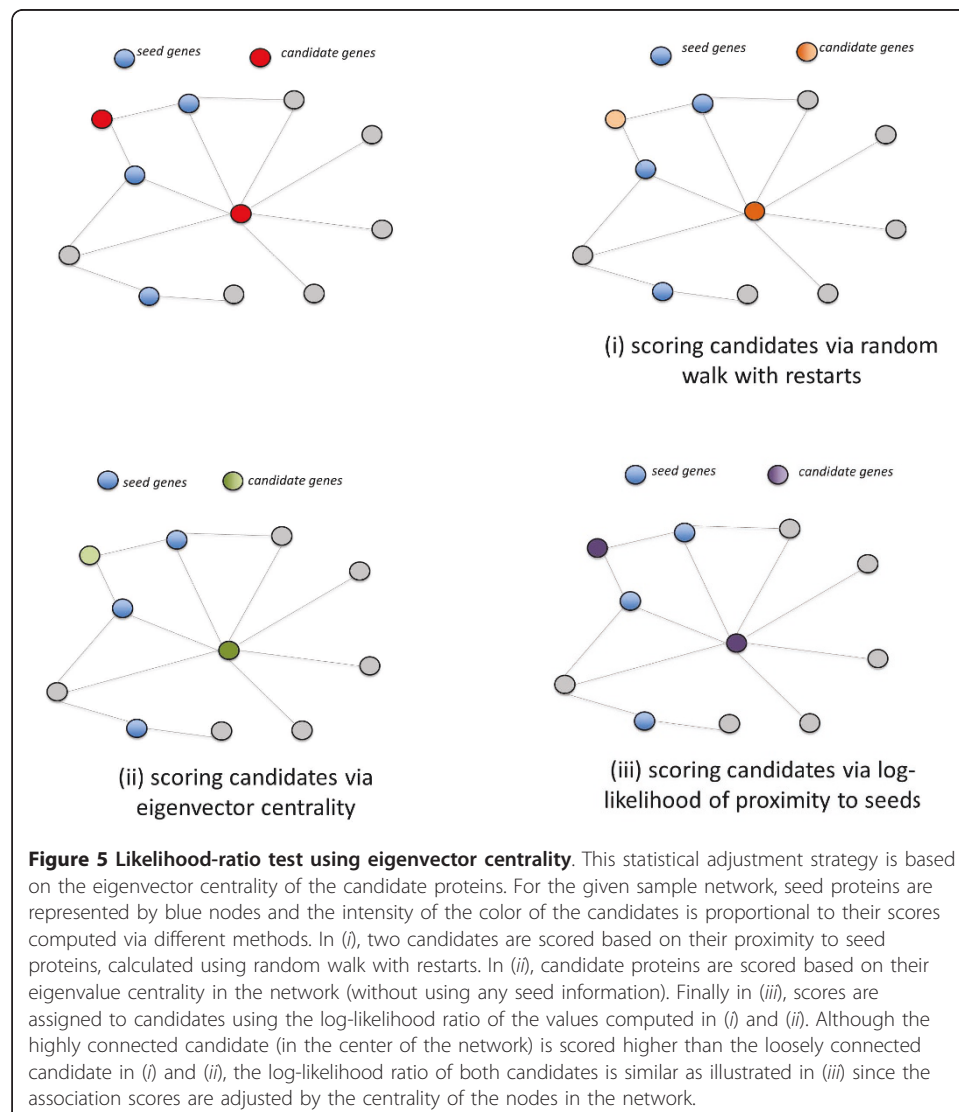 seed genes candidate genes
seed genes candidate genes
(i) scoring candidates via random
walk with restarts
seed genes candidate genes
seed genes candidate genes
(ii) scoring candidates via
eigenvector centrality
(iii) scoring candidates via log-
likelihood of proximity to seeds
Figure 5 Likelihood-ratio test using eigenvector centrality. This statistical adjustment strategy is based
on the eigenvector centrality of the candidate proteins. For the given sample network, seed proteins are
represented by blue nodes and the intensity of the color of the candidates is proportional to their scores
computed via different methods. In (i), two candidates are scored based on their proximity to seed
proteins, calculated using random walk with restarts. In (ii), candidate proteins are scored based on their
eigenvalue centrality in the network (without using any seed information). Finally in (iii), scores are
assigned to candidates using the log-likelihood ratio of the values computed in (i) and (ii). Although the
highly connected candidate (in the center of the network) is scored higher than the loosely connected
candidate in (i) and (ii), the log-likelihood ratio of both candidates is similar as illustrated in (iii) since the
association scores are adjusted by the centrality of the nodes in the network.